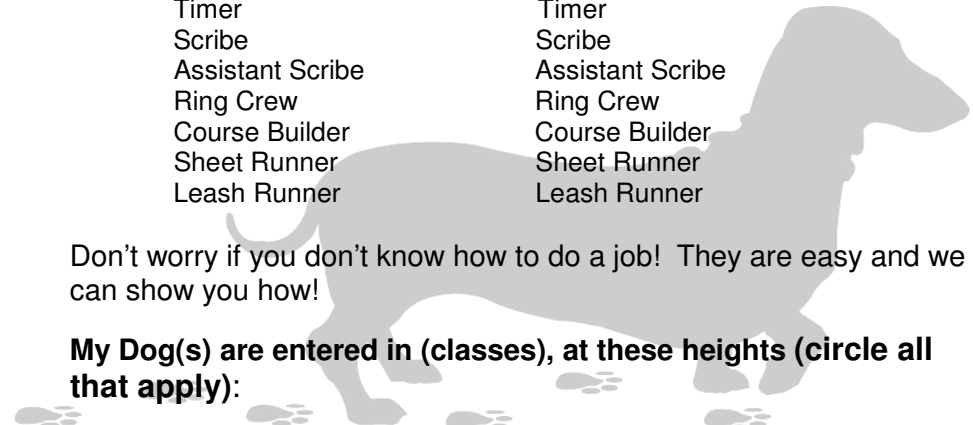 Timer Timer
Scribe Scribe
Assistant Scribe Assistant Scribe
Ring Crew Ring Crew
Course Builder Course Builder
Sheet Runner Sheet Runner
Leash Runner Leash Runner
Don’t worry if you don’t know how to do a job!  They are easy and we
can show you how!
My Dog(s) are entered in (classes), at these heights (circle all
that apply):